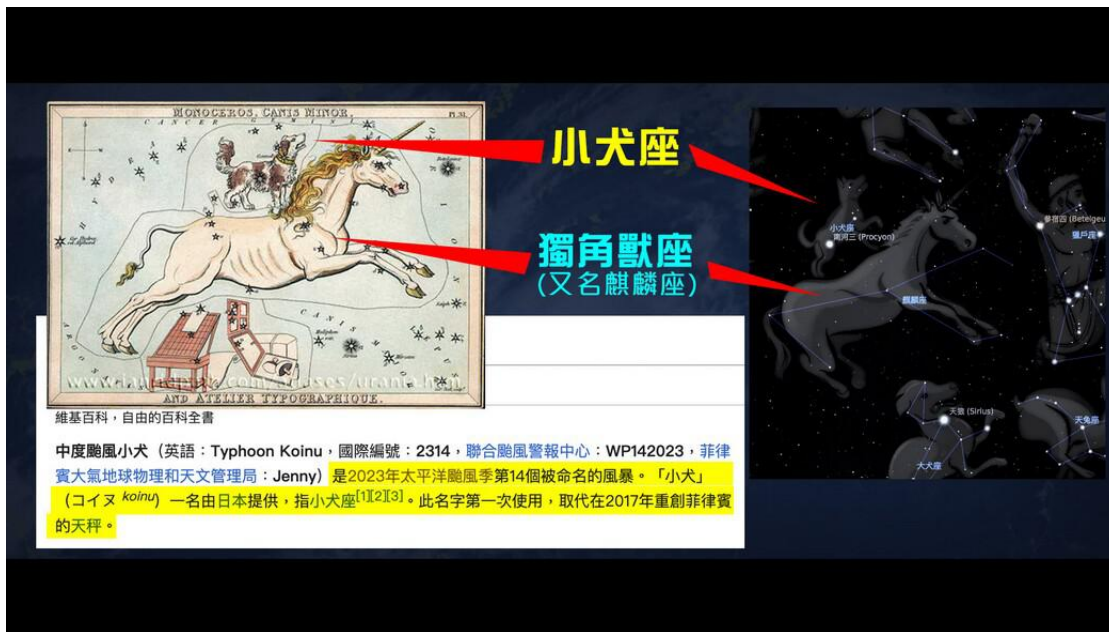 MONOCEROS, CANIS MINOR,
PL.31.
CANCER
GEMINI
小犬座
獨角獸座
(又名麒麟座)
CANIS
Sirius
AND ATELIER TYPOGRAPHIQUE.
小犬座
南河三 (Procyon)
參宿四 (Betelgeu
獵戶座
麒麟座
天狼 (Sirius)
天兔座
大犬座
維基百科，自由的百科全書
中度颱風小犬（英語：Typhoon Koinu，國際編號：2314，聯合颱風警報中心：WP142023，菲律
賓大氣地球物理和天文管理局：Jenny）是2023年太平洋颱風季第14個被命名的風暴。「小犬」
（コイヌ koinu）一名由日本提供，指小犬座[1][2][3]。此名字第一次使用，取代在2017年重創菲律賓
的天秤。